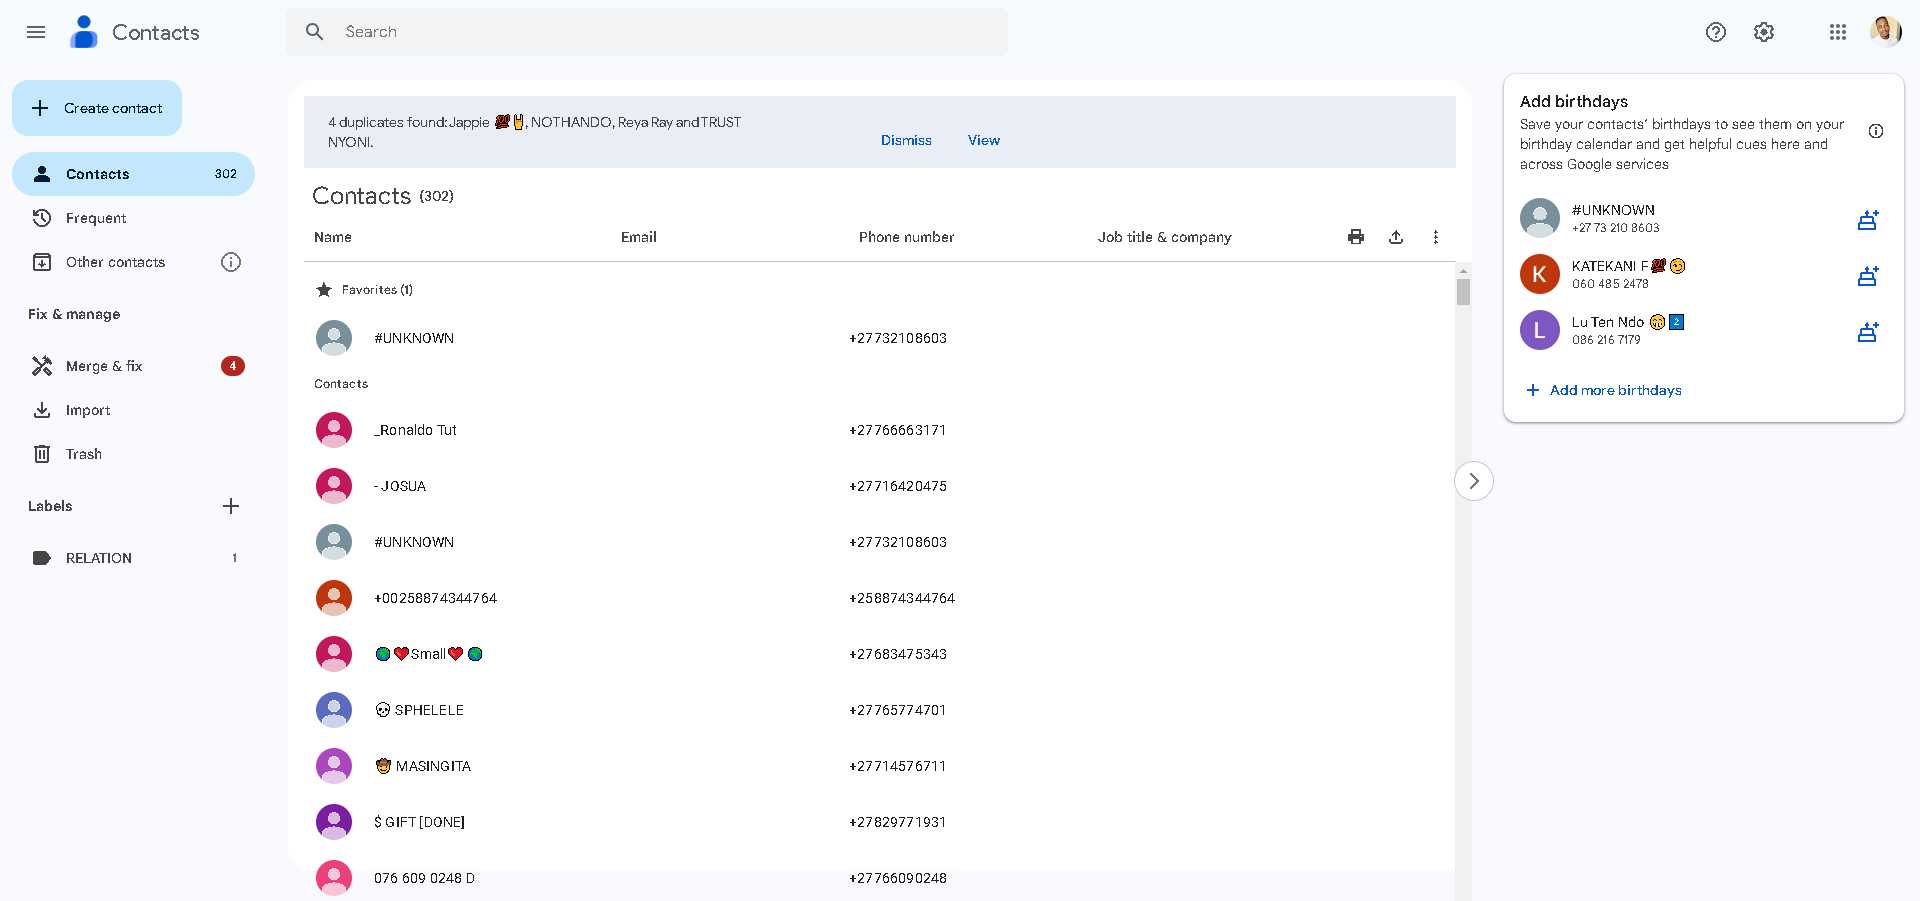 Contacts
Search
Create contact
Contacts 302
Frequent
Other contacts
Fix & manage
Merge & fix 4
Import
Trash
Labels
RELATION 1
4 duplicates found: Jappie 💯🤘, NOTHANDO, Reya Ray and TRUST
NYONI.
Dismiss View
Contacts (302)
Name Email Phone number Job title & company
Favorites (1)
#UNKNOWN +27732108603
Contacts
_Ronaldo Tut +27766663171
- JOSUA +27716420475
#UNKNOWN +27732108603
+00258874344764 +258874344764
🌍❤️Small❤️🌍 +27683475343
💀 SPHELELE +27765774701
🤠 MASINGITA +27714576711
$ GIFT [DONE] +27829771931
076 609 0248 D +27766090248
Add birthdays
Save your contacts' birthdays to see them on your
birthday calendar and get helpful cues here and
across Google services
#UNKNOWN
+27 73 210 8603
K
KATEKANI F💯😏
060 485 2478
L
Lu Ten Ndo 🤭2️⃣
086 216 7179
Add more birthdays